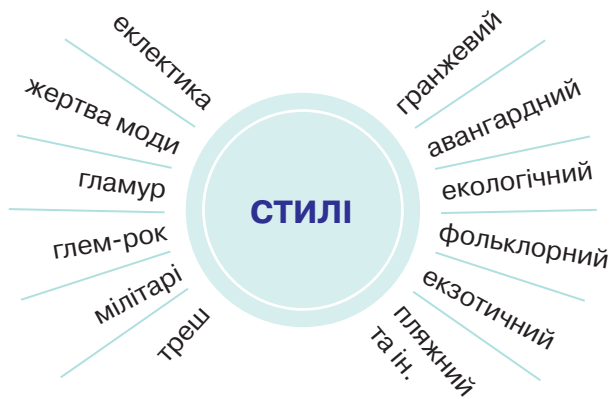 еклектика
жертва моди
гламур
глем-рок
мілітарі
треш
СТИЛІ
гранжевий
авангардний
екологічний
фольклорний
екзотичний
пляжний
та ін.